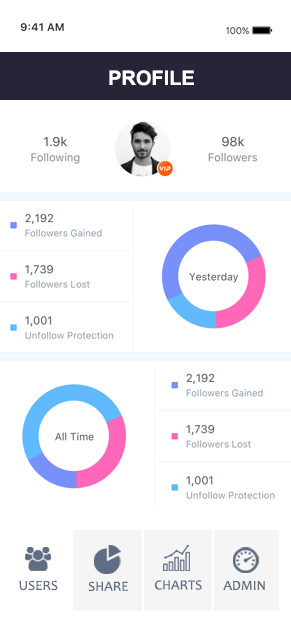 9:41 AM 100%
PROFILE
1.9k 98k
Following Followers
VIP
2,192
Followers Gained
1,739
Followers Lost
1,001
Unfollow Protection
Yesterday
All Time
2,192
Followers Gained
1,739
Followers Lost
1,001
Unfollow Protection
USERS SHARE CHARTS ADMIN